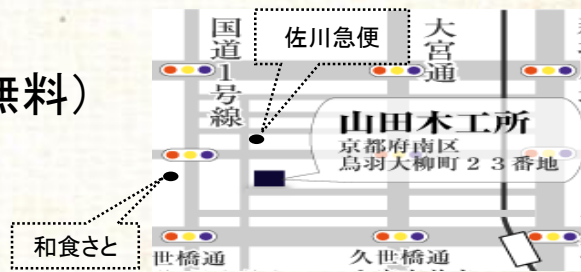 無料）
国道1号線
佐川急便
大宮通
山田木工所
京都府南区
鳥羽大柳町２３番地
和食さと
世橋通
久世橋通